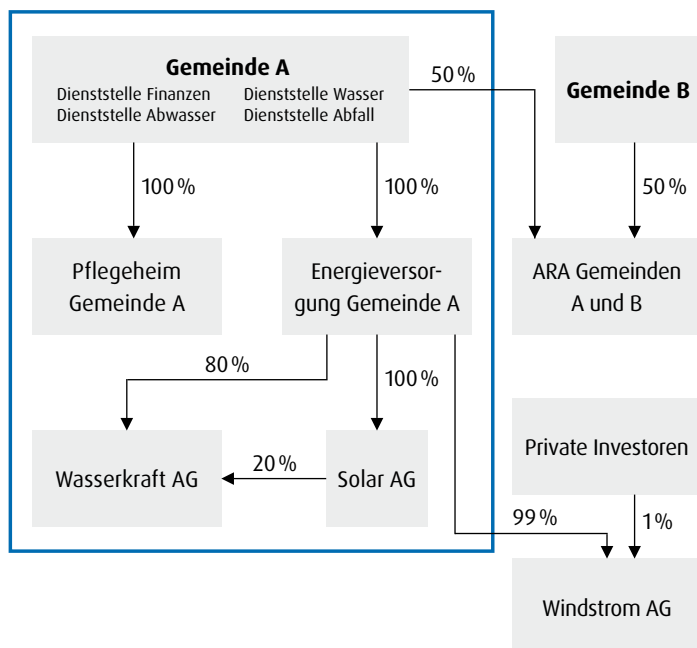 Gemeinde A
Dienststelle Finanzen Dienststelle Wasser
Dienststelle Abwasser Dienststelle Abfall
50 %
Gemeinde B
100 %
100 %
50 %
Pflegeheim
Gemeinde A
Energieversor-
gung Gemeinde A
ARA Gemeinden
A und B
80 %
100 %
Wasserkraft AG
20 %
Solar AG
Private Investoren
99 %
1 %
Windstrom AG